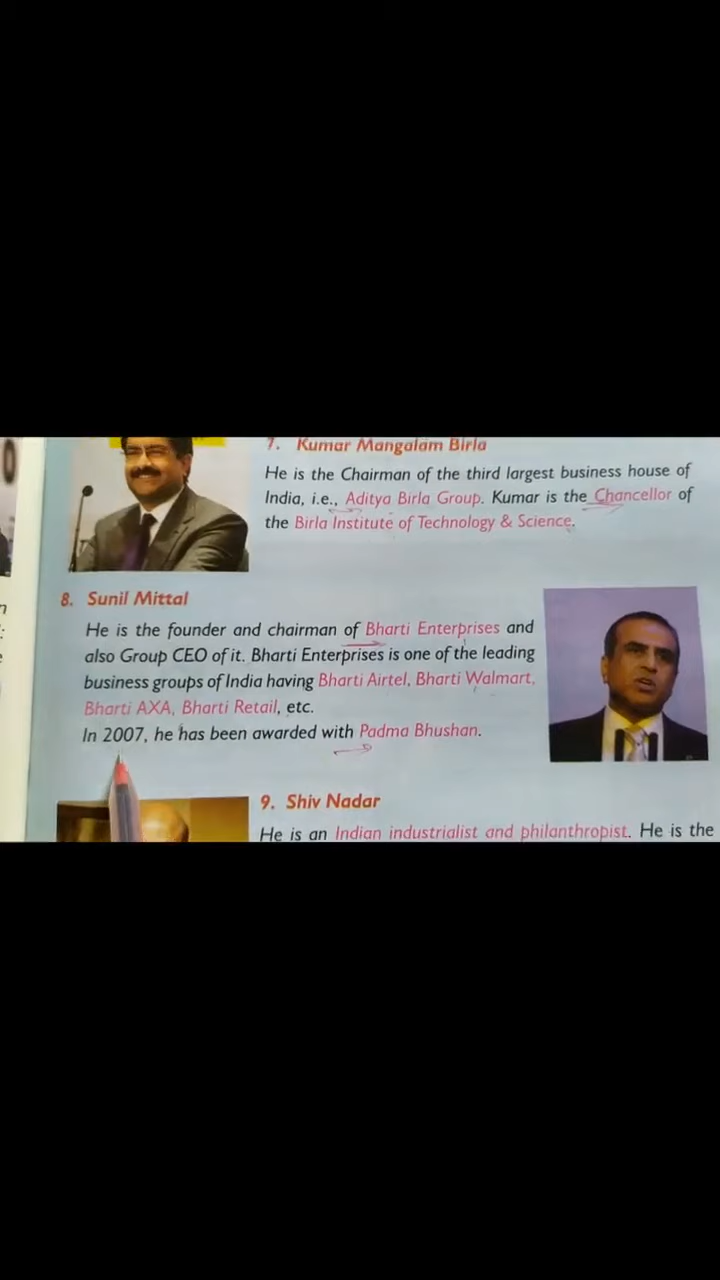 7. Kumar Mangalam Birla
He is the Chairman of the third largest business house of
India, i.e., Aditya Birla Group. Kumar is the Chancellor of
the Birla Institute of Technology & Science.
8. Sunil Mittal
He is the founder and chairman of Bharti Enterprises and
also Group CEO of it. Bharti Enterprises is one of the leading
business groups of India having Bharti Airtel, Bharti Walmart,
Bharti AXA, Bharti Retail, etc.
In 2007, he has been awarded with Padma Bhushan.
9. Shiv Nadar
He is an Indian industrialist and philanthropist. He is the